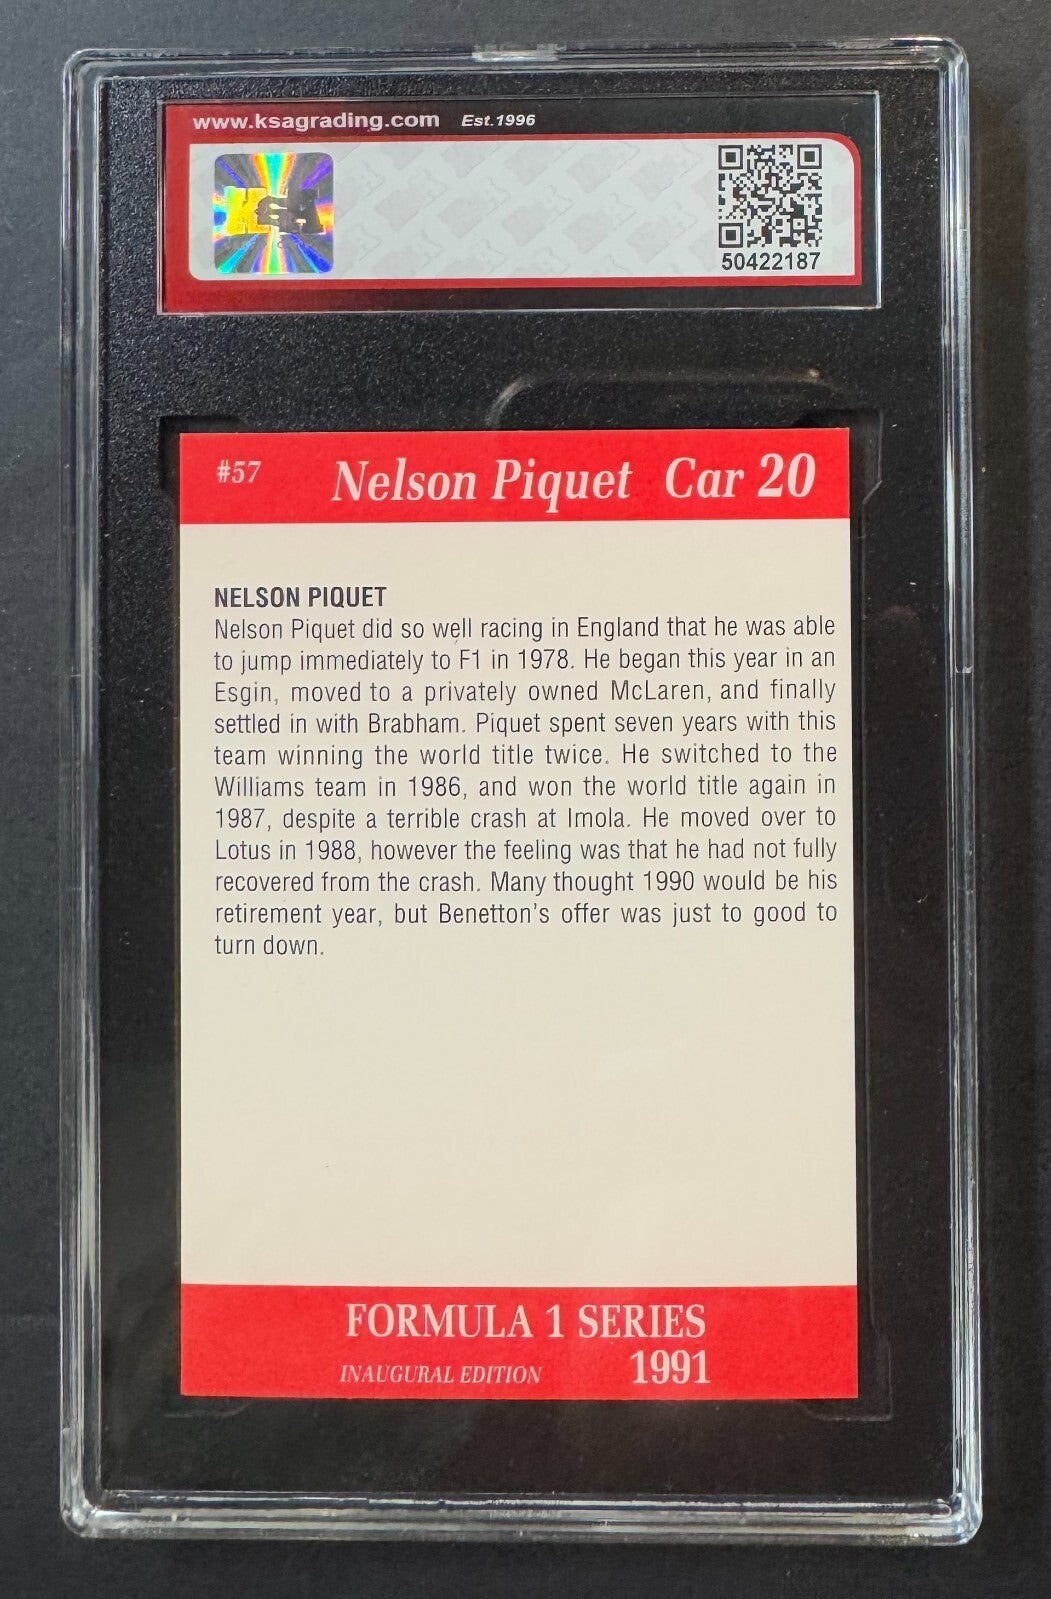 www.ksagrading.com Est.1996
KSA
50422187
#57 Nelson Piquet Car 20
NELSON PIQUET
Nelson Piquet did so well racing in England that he was able
to jump immediately to F1 in 1978. He began this year in an
Esgin, moved to a privately owned McLaren, and finally
settled in with Brabham. Piquet spent seven years with this
team winning the world title twice. He switched to the
Williams team in 1986, and won the world title again in
1987, despite a terrible crash at Imola. He moved over to
Lotus in 1988, however the feeling was that he had not fully
recovered from the crash. Many thought 1990 would be his
retirement year, but Benetton's offer was just to good to
turn down.
FORMULA 1 SERIES
INAUGURAL EDITION 1991